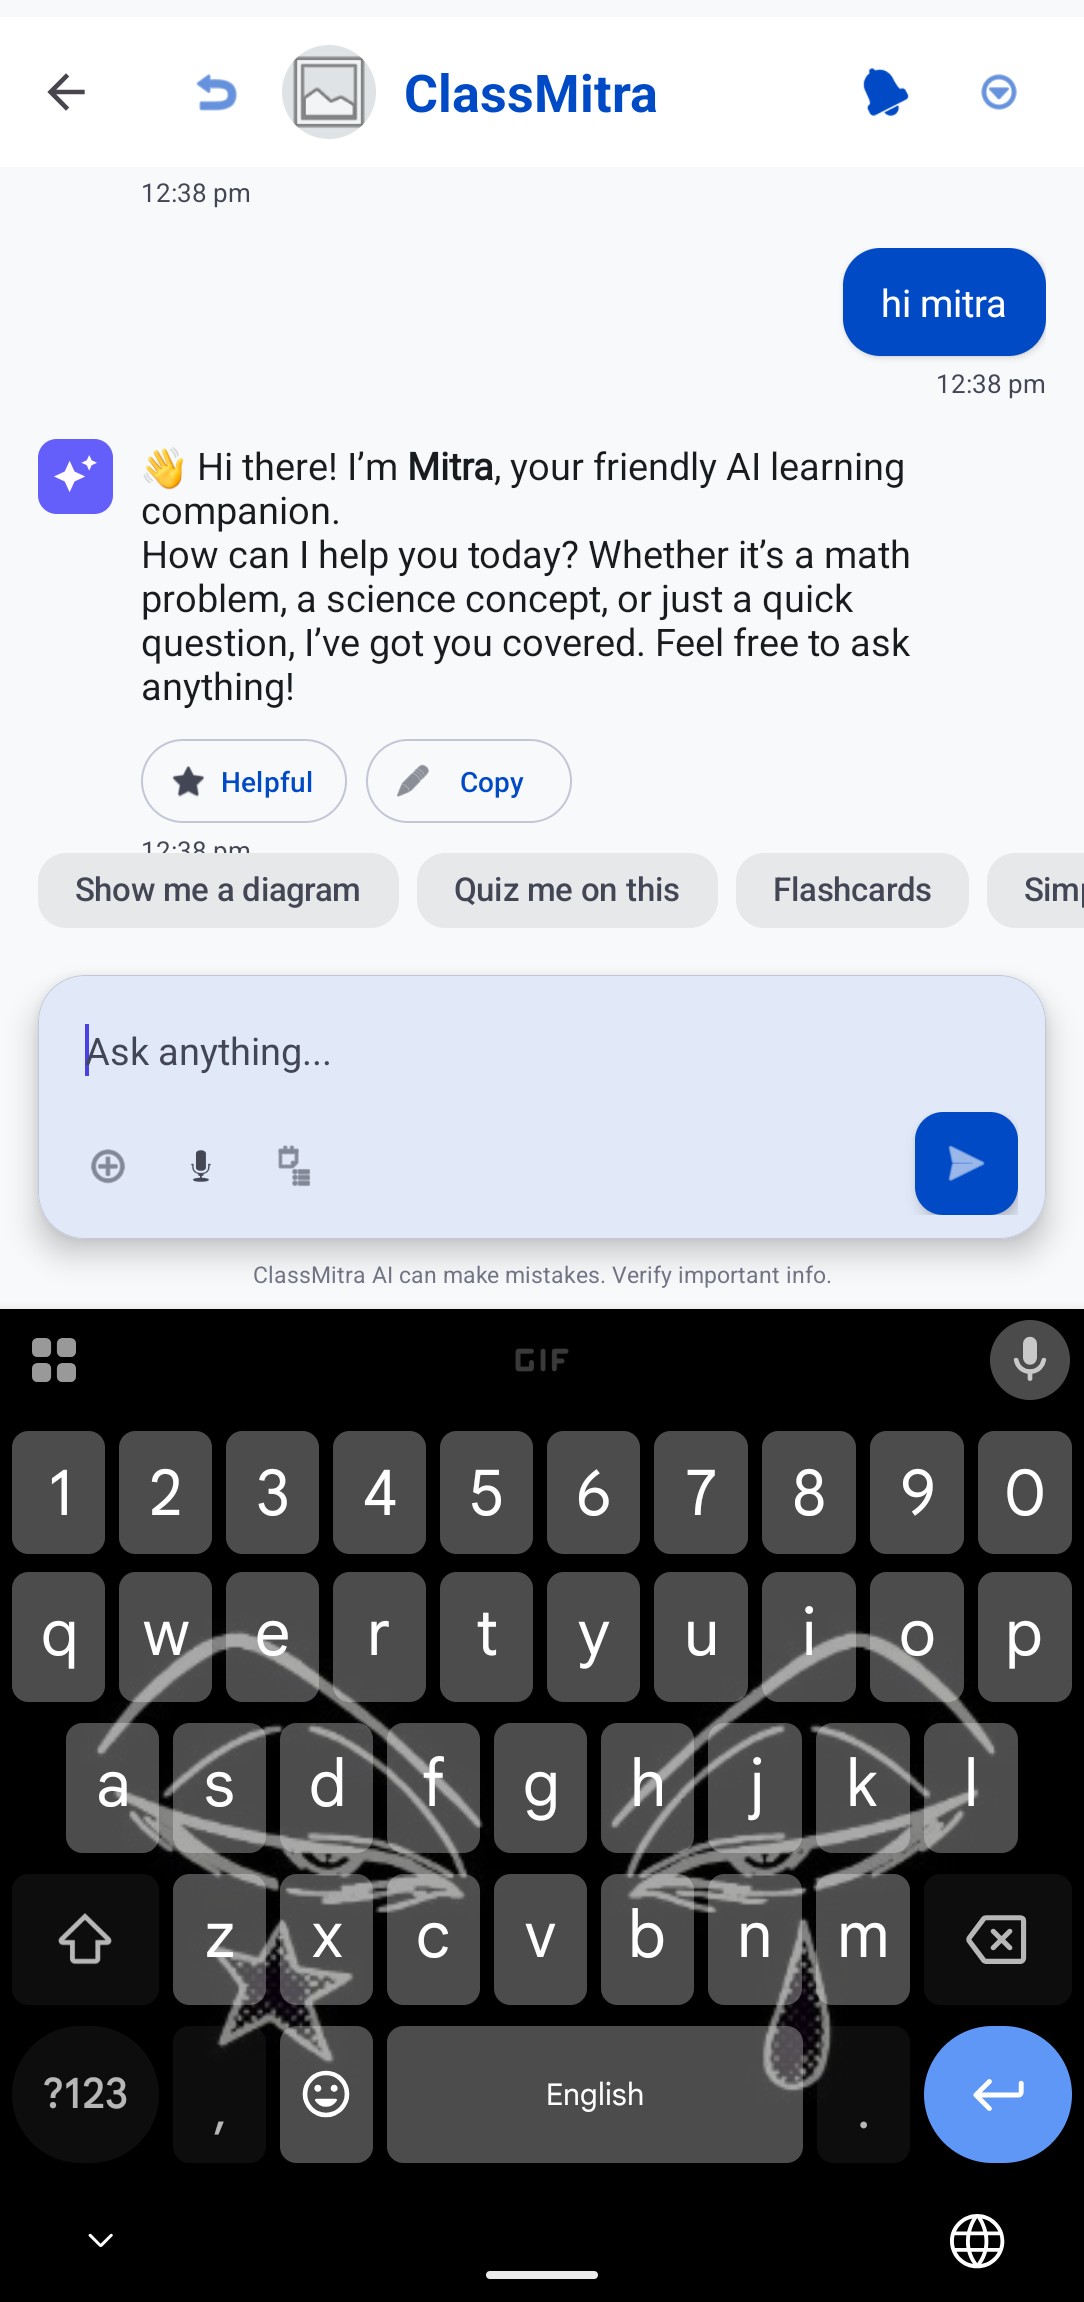 ClassMitra
12:38 pm
hi mitra
12:38 pm
👋 Hi there! I’m Mitra, your friendly AI learning
companion.
How can I help you today? Whether it’s a math
problem, a science concept, or just a quick
question, I’ve got you covered. Feel free to ask
anything!
Helpful Copy
12:38 pm
Show me a diagram Quiz me on this Flashcards
Ask anything...
ClassMitra AI can make mistakes. Verify important info.
GIF
1 2 3 4 5 6 7 8 9 0
q w e r t y u i o p
a s d f g h j k l
z x c v b n m
?123 , English .